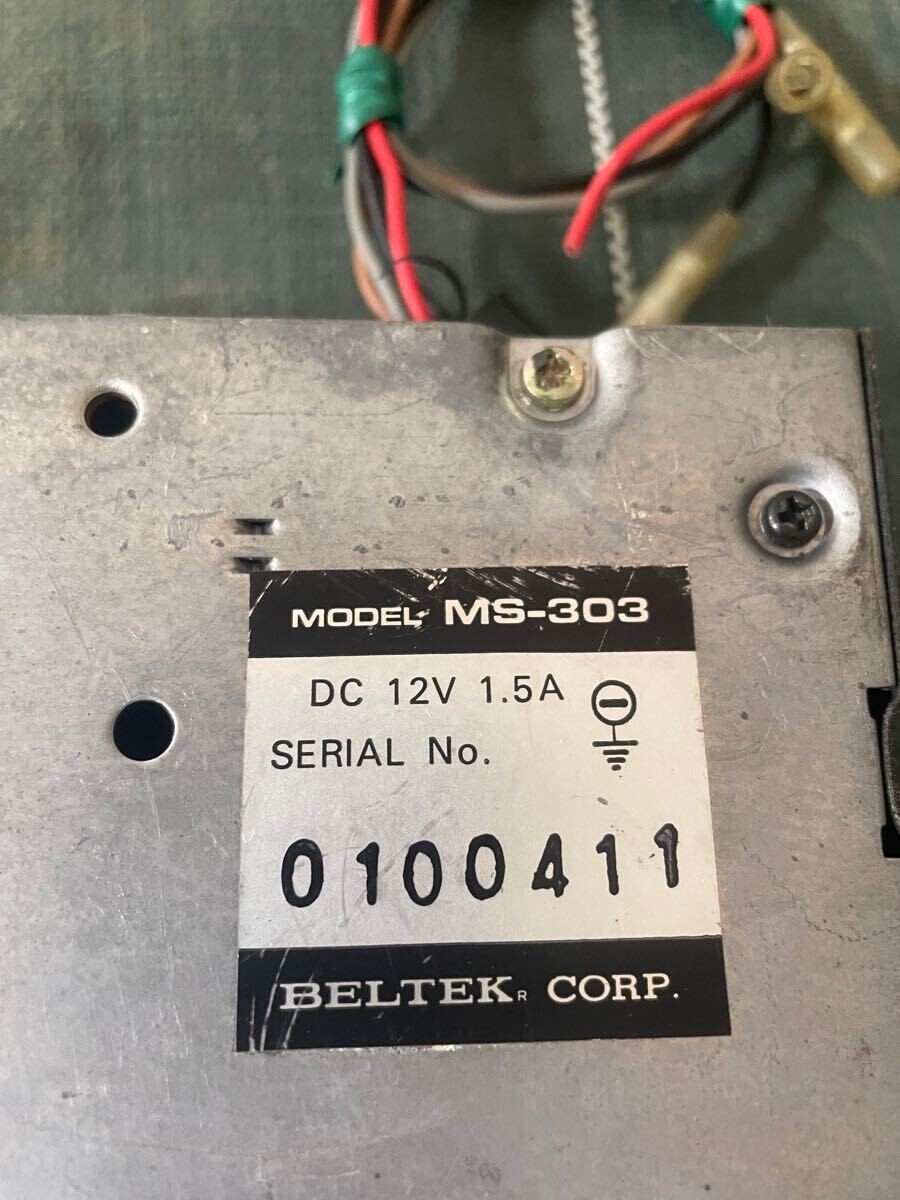 MODEL MS-303
DC 12V 1.5A
SERIAL No.
0100411
BELTEK R CORP.